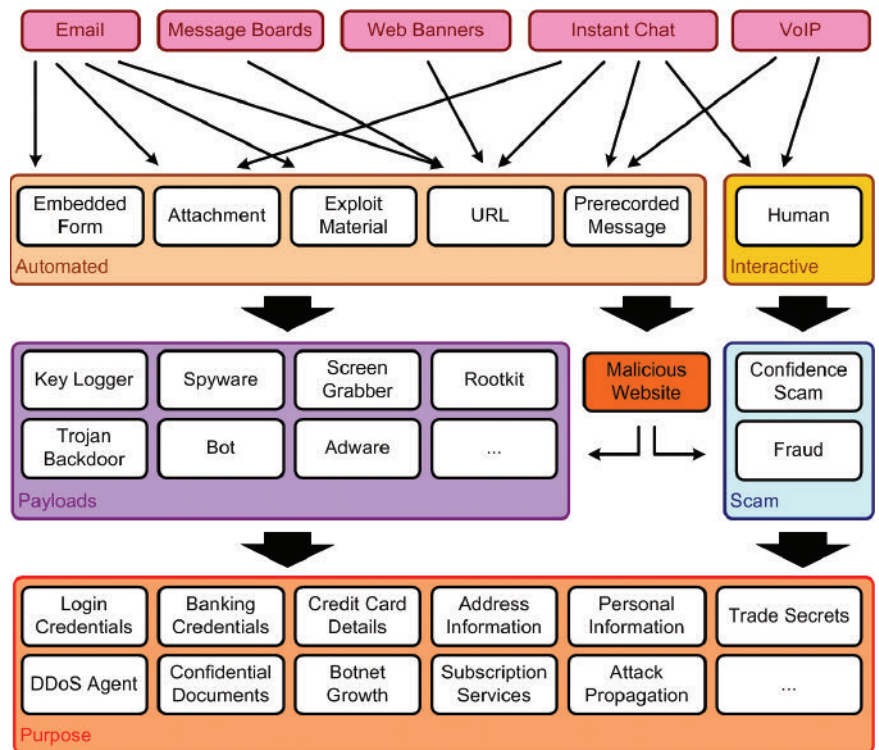 Email
Message Boards
Web Banners
Instant Chat
VoIP
Embedded
Form
Attachment
Exploit
Material
URL
Prerecorded
Message
Human
Automated
Interactive
Key Logger
Spyware
Screen
Grabber
Rootkit
Malicious
Website
Confidence
Scam
Trojan
Backdoor
Bot
Adware
...
Fraud
Payloads
Scam
Login
Credentials
Banking
Credentials
Credit Card
Details
Address
Information
Personal
Information
Trade Secrets
DDoS Agent
Confidential
Documents
Botnet
Growth
Subscription
Services
Attack
Propagation
...
Purpose